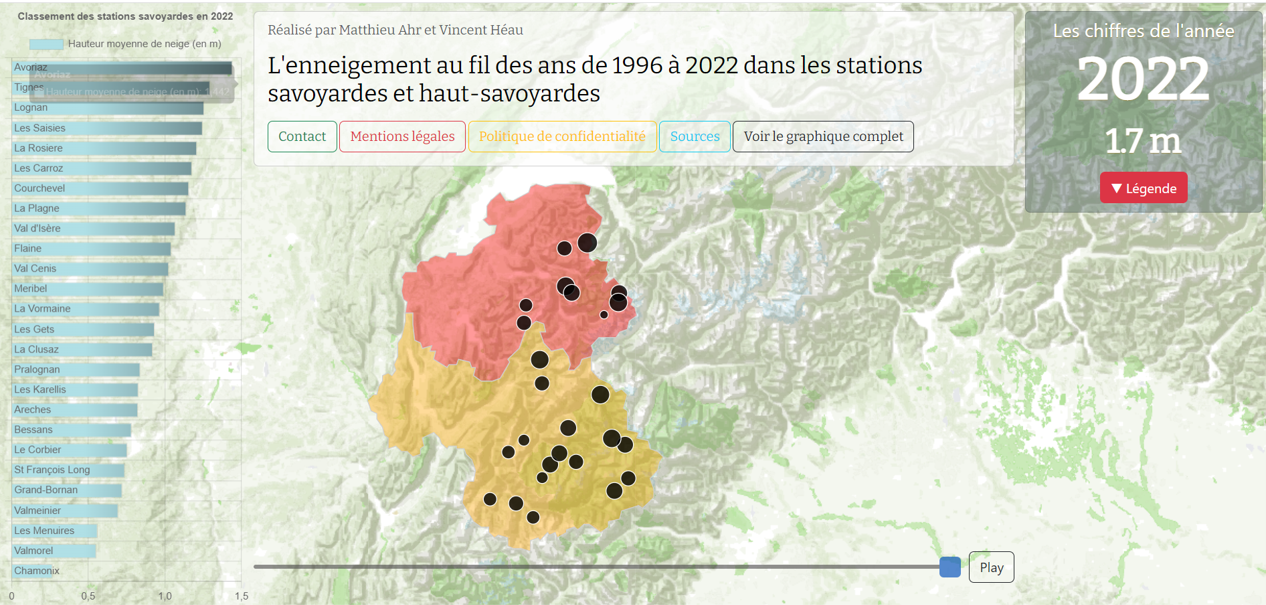 Classement des stations savoyardes en 2022
Hauteur moyenne de neige (en m)
Avoriaz
Avoriaz
Hauteur moyenne de neige (en m): 1,442
Tignes
Lognan
Les Saisies
La Rosiere
Les Carroz
Courchevel
La Plagne
Val d'Isère
Flaine
Val Cenis
Meribel
La Vormaine
Les Gets
La Clusaz
Pralognan
Les Karellis
Areches
Bessans
Le Corbier
St François Long
Grand-Bornan
Valmeinier
Les Menuires
Valmorel
Chamonix
0 0,5 1,0 1,5
Réalisé par Matthieu Ahr et Vincent Héau
L'enneigement au fil des ans de 1996 à 2022 dans les stations
savoyardes et haut-savoyardes
Contact Mentions légales Politique de confidentialité Sources Voir le graphique complet
Les chiffres de l'année
2022
1.7 m
▼ Légende
Play